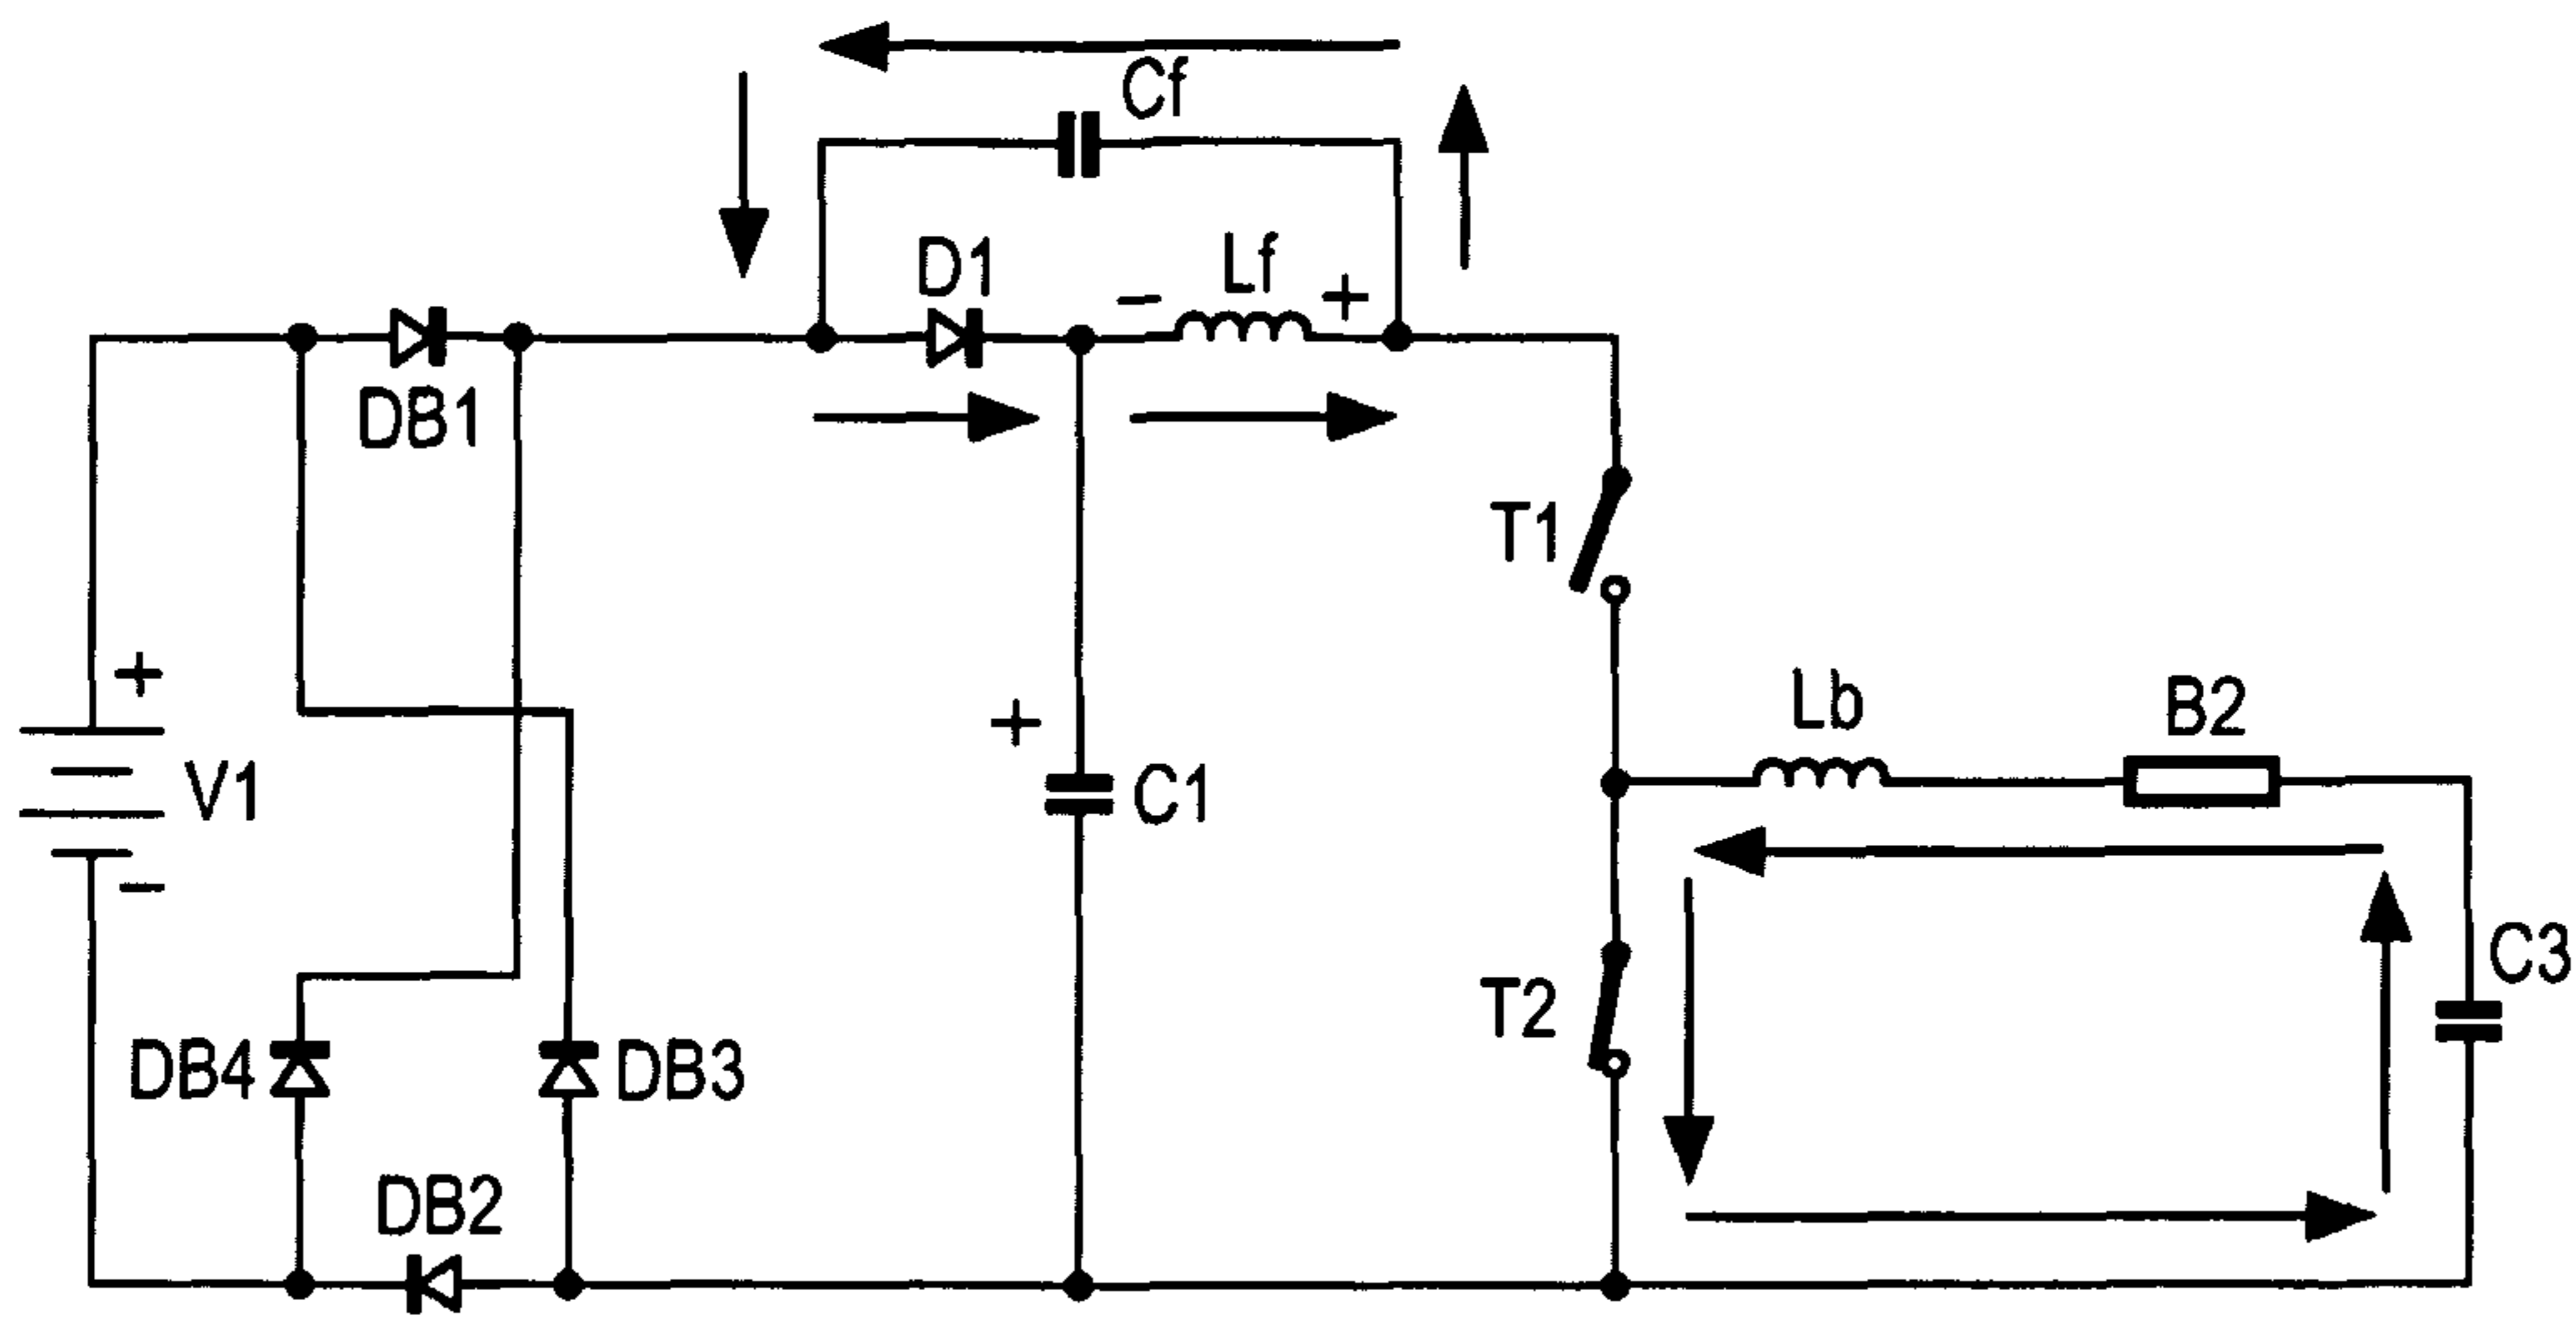 Cf
D1
Lf
− +
DB1
T1
+
V1
−
+
C1
Lb
B2
C3
T2
DB4
DB3
DB2